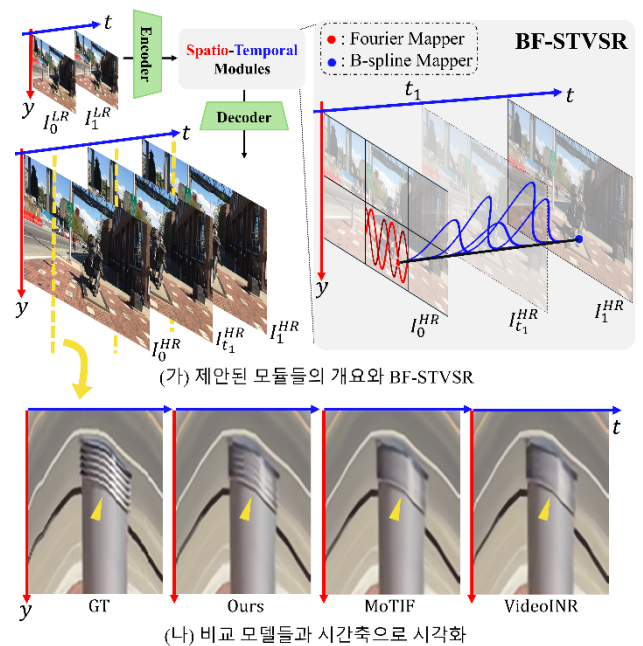 t
y
I_0^{LR}
I_1^{LR}
Encoder
Spatio-Temporal
Modules
Decoder
t
y
I_0^{HR}
I_{t_1}^{HR}
I_1^{HR}
: Fourier Mapper
: B-spline Mapper
BF-STVSR
t_1
t
y
I_0^{HR}
I_{t_1}^{HR}
I_1^{HR}
(가) 제안된 모듈들의 개요와 BF-STVSR
t
y
GT
Ours
MoTIF
VideoINR
(나) 비교 모델들과 시간축으로 시각화